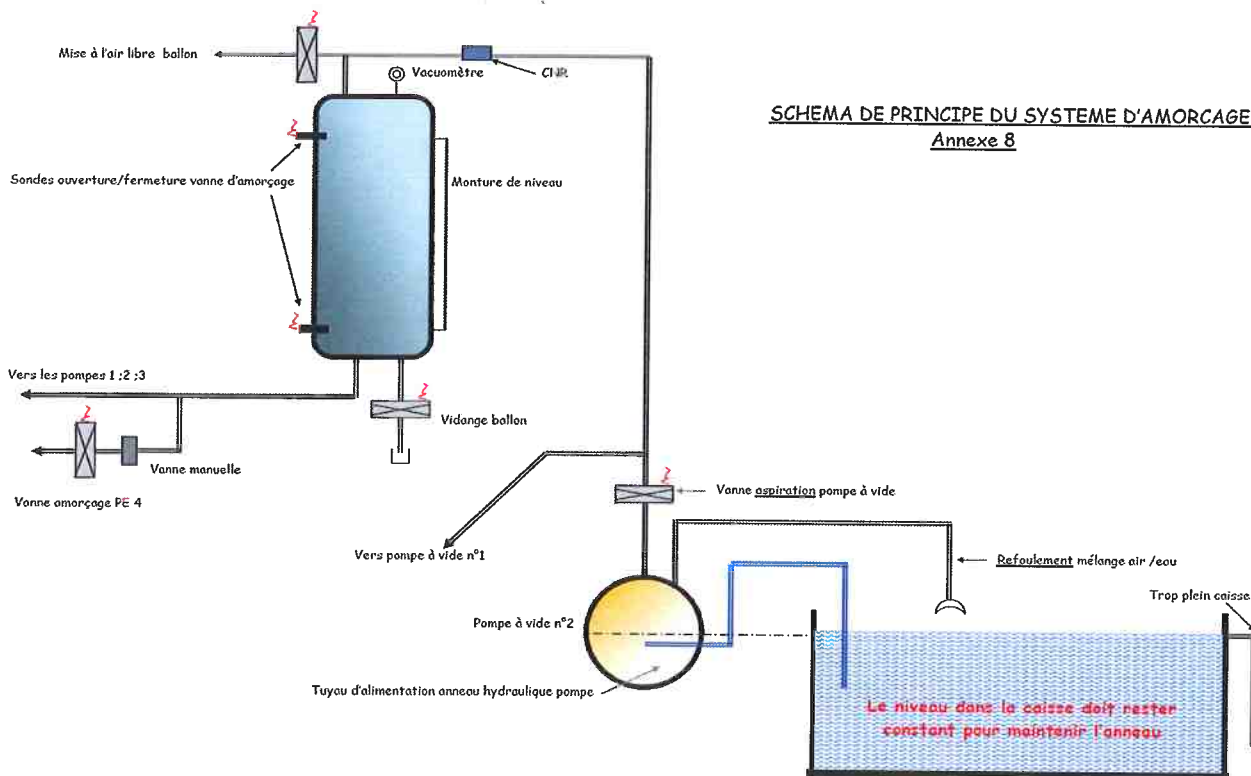 Mise à l'air libre ballon
Vacuomètre
SCHEMA DE PRINCIPE DU SYSTEME D'AMORCAGE
Annexe 8
Sondes ouverture/fermeture vanne d'amorçage
Monture de niveau
Vers les pompes 1 ;2 ;3
Vidange ballon
Vanne manuelle
Vanne amorçage PE 4
Vanne aspiration pompe à vide
Vers pompe à vide n°1
Refoulement mélange air /eau
Trop plein caisse
Pompe à vide n°2
Tuyau d'alimentation anneau hydraulique pompe
Le niveau dans la caisse doit rester
constant pour maintenir l'anneau